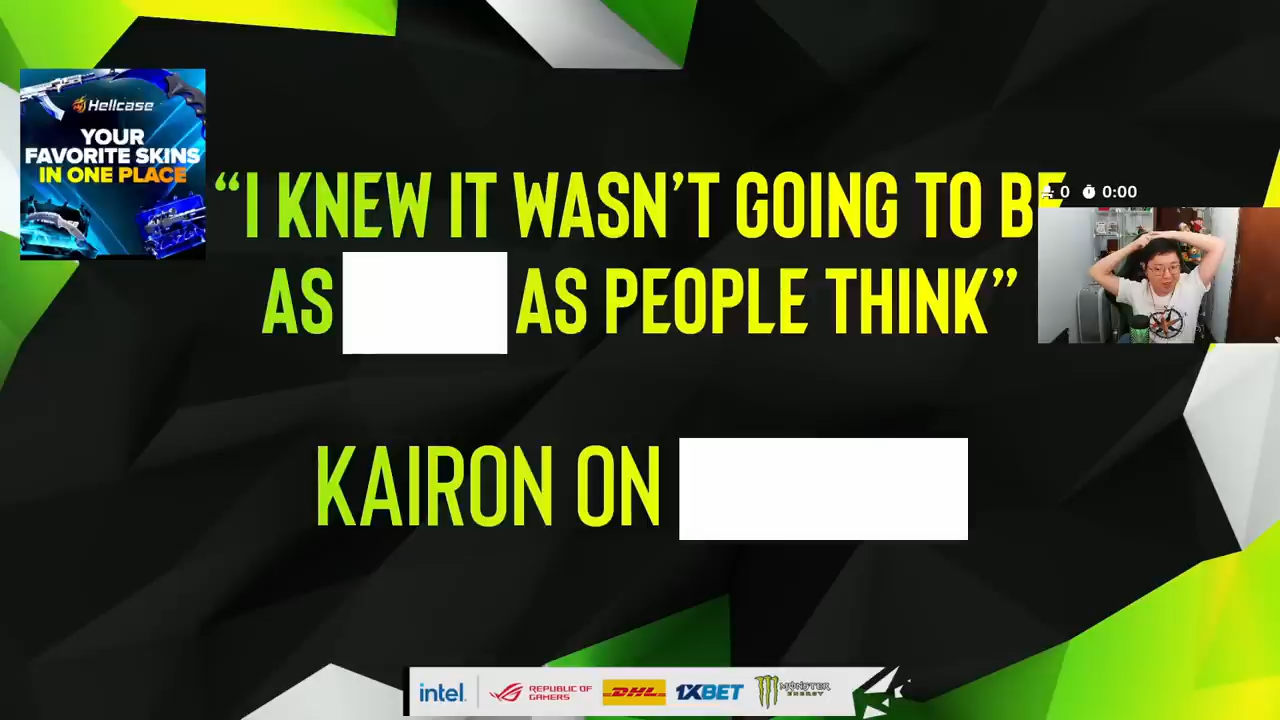 Hellcase
YOUR
FAVORITE SKINS
IN ONE PLACE
“I KNEW IT WASN’T GOING TO BE
0 0:00
AS AS PEOPLE THINK”
KAIRON ON
intel. REPUBLIC OF GAMERS DHL 1XBET MONSTER ENERGY